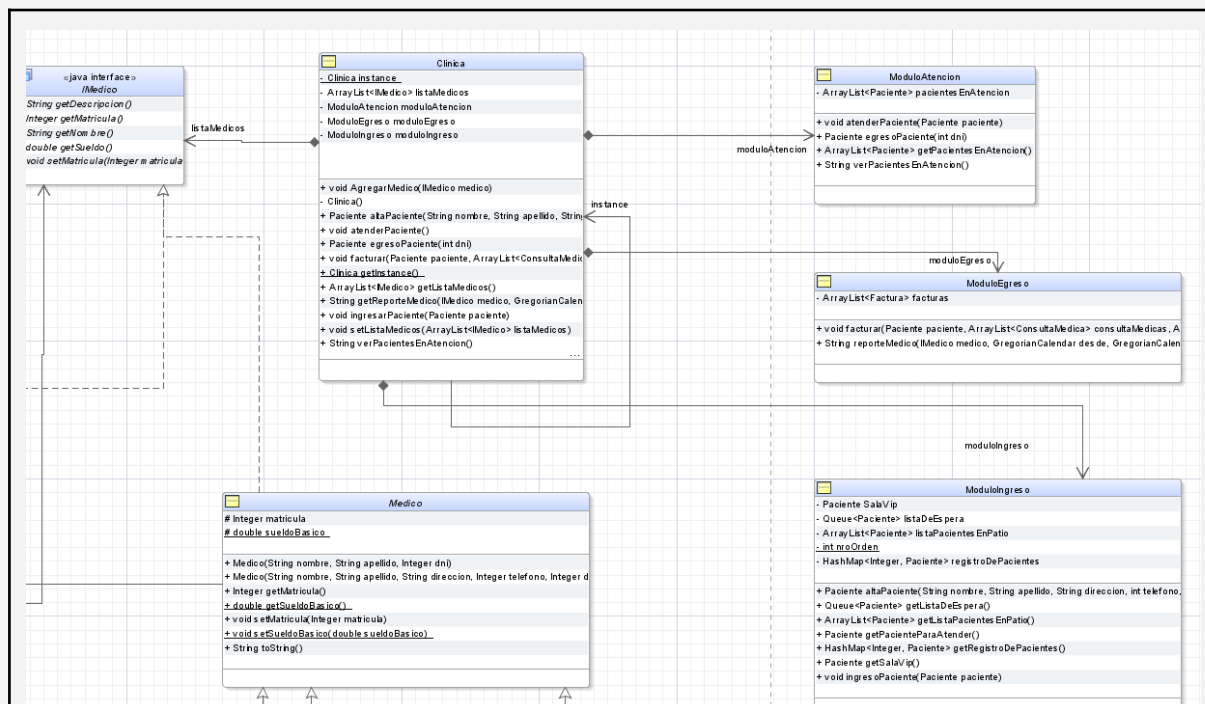 «java interface»
IMedico
String getDescripcion()
Integer getMatricula()
String getNombre()
double getSueldo()
void setMatricula(Integer matricula
listaMedicos
Clinica
- Clinica instance
- ArrayList<IMedico> listaMedicos
- ModuloAtencion moduloAtencion
- ModuloEgreso moduloEgreso
- ModuloIngreso moduloIngreso
+ void AgregarMedico(IMedico medico)
- Clinica()
+ Paciente altaPaciente(String nombre, String apellido, String
+ void atenderPaciente()
+ Paciente egresoPaciente(int dni)
+ void facturar(Paciente paciente, ArrayList<ConsultaMedic
+ Clinica getInstance()
+ ArrayList<IMedico> getListaMedicos()
+ String getReporteMedico(IMedico medico, GregorianCalen
+ void ingresarPaciente(Paciente paciente)
+ void setListaMedicos(ArrayList<IMedico> listaMedicos)
+ String verPacientesEnAtencion()
...
instance
moduloAtencion
ModuloAtencion
- ArrayList<Paciente> pacientesEnAtencion
+ void atenderPaciente(Paciente paciente)
+ Paciente egresoPaciente(int dni)
+ ArrayList<Paciente> getPacientesEnAtencion()
+ String verPacientesEnAtencion()
moduloEgreso
ModuloEgreso
- ArrayList<Factura> facturas
+ void facturar(Paciente paciente, ArrayList<ConsultaMedica> consultaMedicas, A
+ String reporteMedico(IMedico medico, GregorianCalendar desde, GregorianCalen
moduloIngreso
Medico
# Integer matricula
# double sueldoBasico
+ Medico(String nombre, String apellido, Integer dni)
+ Medico(String nombre, String apellido, String direccion, Integer telefono, Integer d
+ Integer getMatricula()
+ double getSueldoBasico()
+ void setMatricula(Integer matricula)
+ void setSueldoBasico(double sueldoBasico)
+ String toString()
ModuloIngreso
- Paciente SalaVip
- Queue<Paciente> listaDeEspera
- ArrayList<Paciente> listaPacientesEnPatio
- int nroOrden
- HashMap<Integer, Paciente> registroDePacientes
+ Paciente altaPaciente(String nombre, String apellido, String direccion, int telefono,
+ Queue<Paciente> getListaDeEspera()
+ ArrayList<Paciente> getListaPacientesEnPatio()
+ Paciente getPacienteParaAtender()
+ HashMap<Integer, Paciente> getRegistroDePacientes()
+ Paciente getSalaVip()
+ void ingresoPaciente(Paciente paciente)